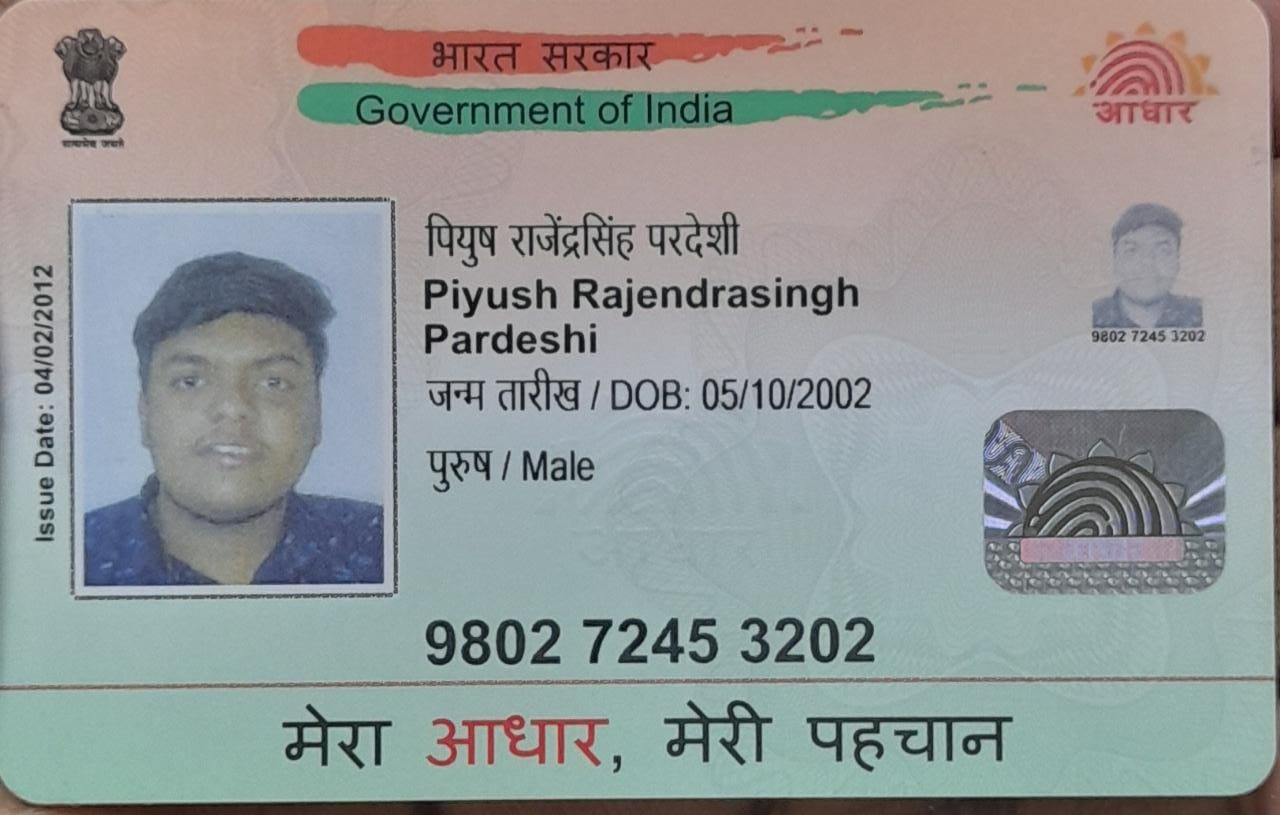 भारत सरकार
Government of India
आधार
सत्यमेव जयते
Issue Date: 04/02/2012
पियुष राजेंद्रसिंह परदेशी
Piyush Rajendrasingh
Pardeshi
जन्म तारीख / DOB: 05/10/2002
पुरुष / Male
9802 7245 3202
9802 7245 3202
मेरा आधार, मेरी पहचान